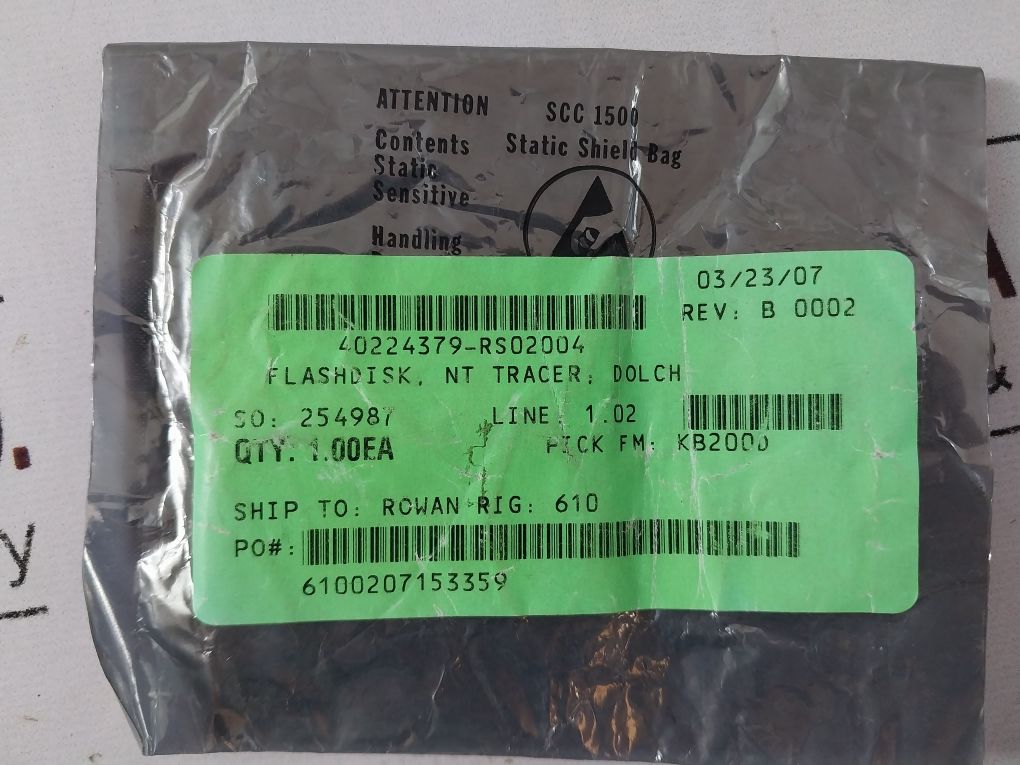 ATTENTION
SCC 1500
Contents
Static
Sensitive
Static Shield Bag
Handling
03/23/07
REV: B 0002
40224379-RS02004
FLASHDISK, NT TRACER, DOLCH
SO: 254987
LINE: 1.02
QTY: 1.00EA
PICK FM: KB2000
SHIP TO: ROWAN RIG: 610
PO#:
6100207153359
y